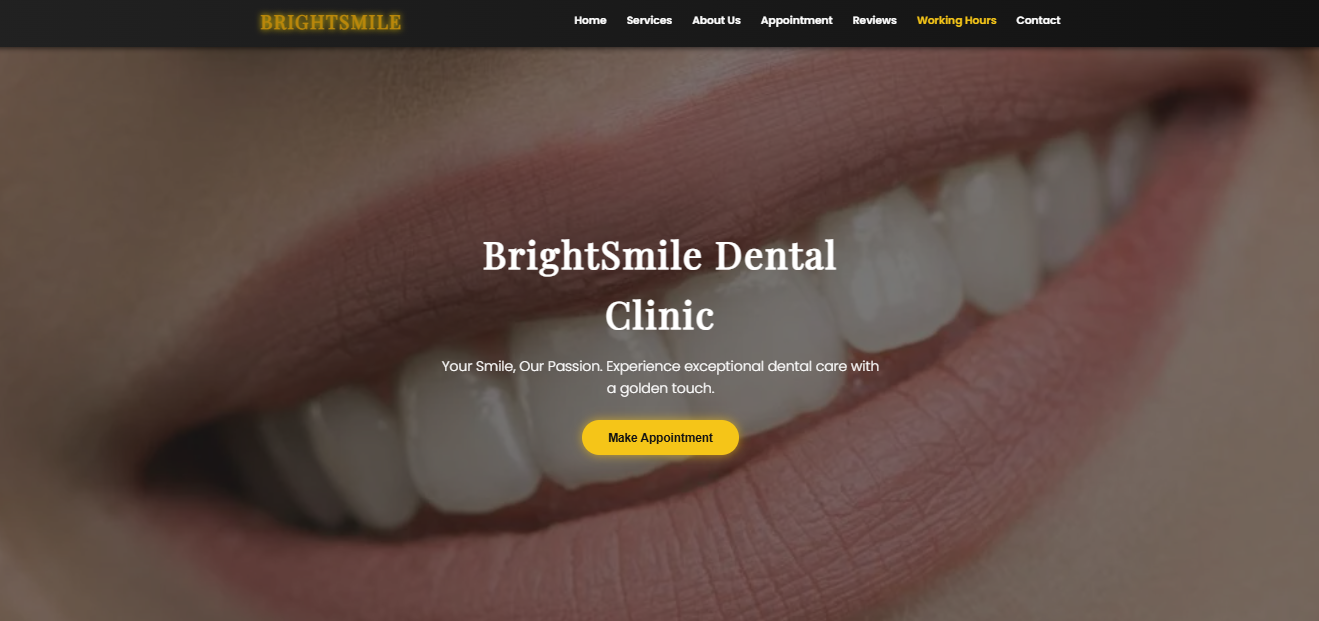 BRIGHTSMILE
Home Services About Us Appointment Reviews Working Hours Contact
BrightSmile Dental
Clinic
Your Smile, Our Passion. Experience exceptional dental care with
a golden touch.
Make Appointment